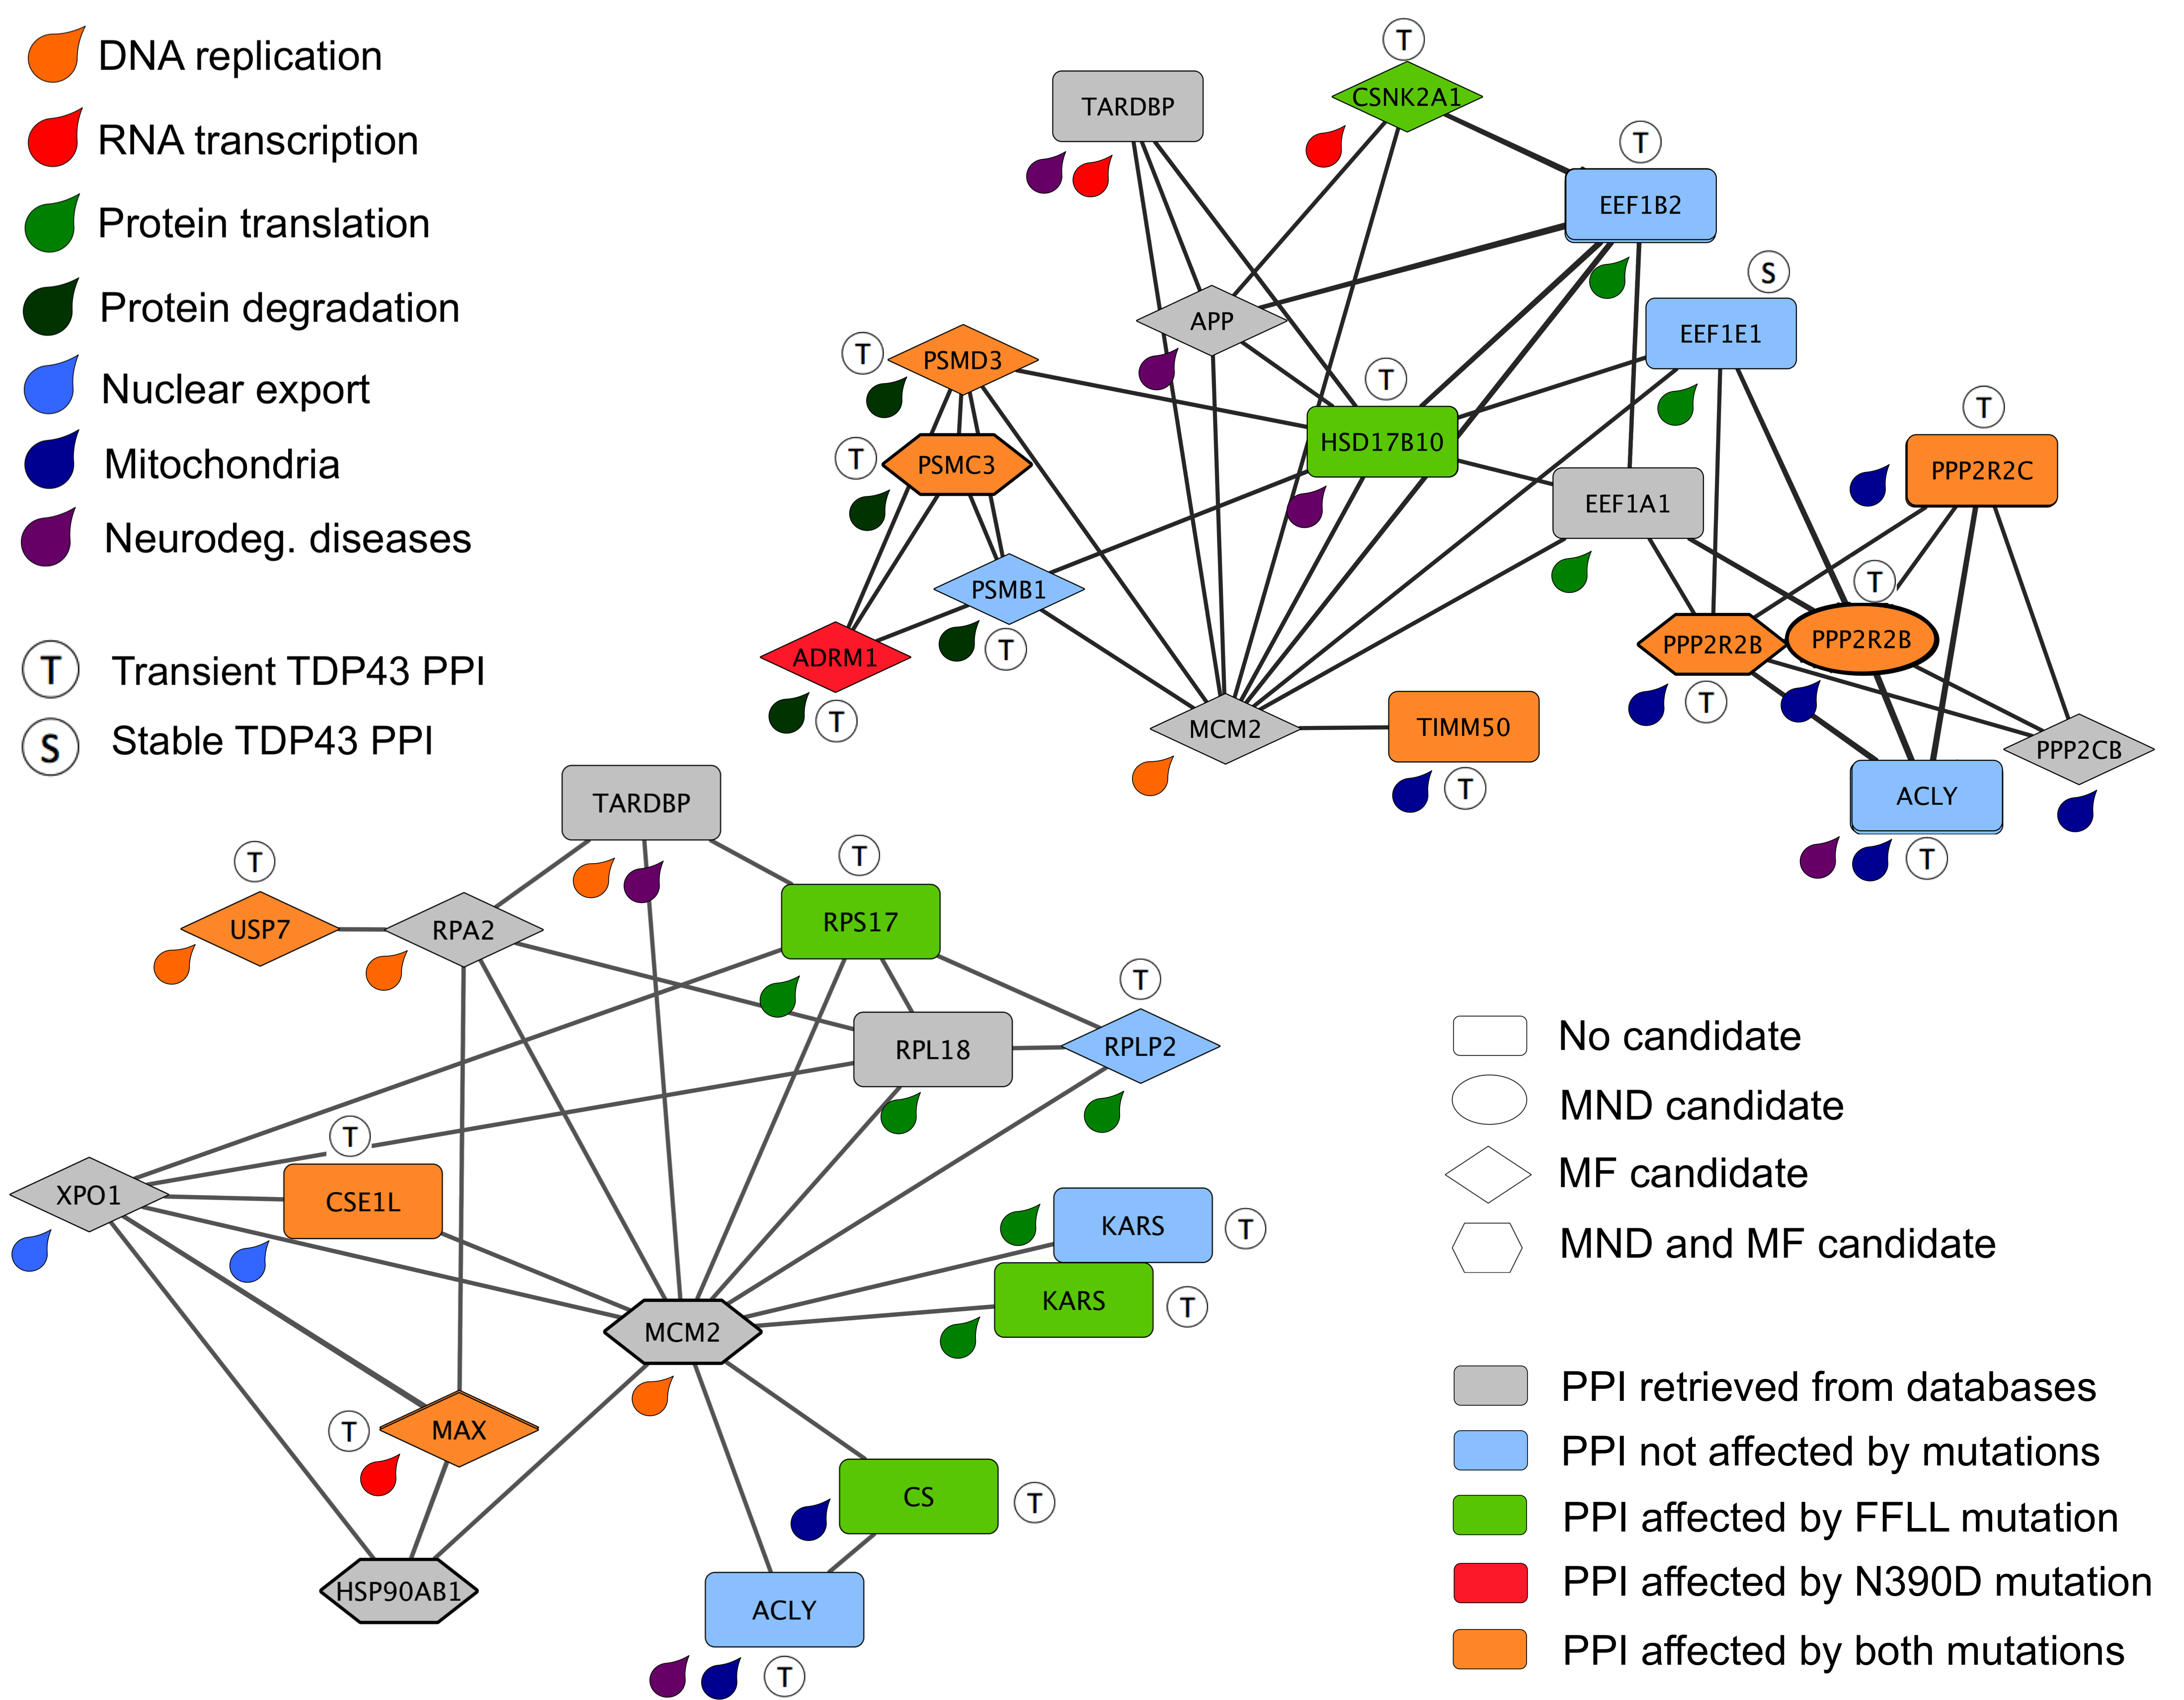 DNA replication
RNA transcription
Protein translation
Protein degradation
Nuclear export
Mitochondria
Neurodeg. diseases
T Transient TDP43 PPI
S Stable TDP43 PPI
T
TARDBP
CSNK2A1
T
EEF1B2
S
APP
EEF1E1
T
PSMD3
T
T
HSD17B10
T
PSMC3
PPP2R2C
EEF1A1
PSMB1
T
T
PPP2R2B
PPP2R2B
ADRM1
T
T
MCM2
TIMM50
T
PPP2CB
ACLY
T
TARDBP
T
T
USP7
RPA2
RPS17
T
RPL18
RPLP2
T
XPO1
CSE1L
KARS
T
KARS
T
MCM2
T
MAX
CS
T
HSP90AB1
ACLY
T
No candidate
MND candidate
MF candidate
MND and MF candidate
PPI retrieved from databases
PPI not affected by mutations
PPI affected by FFLL mutation
PPI affected by N390D mutation
PPI affected by both mutations